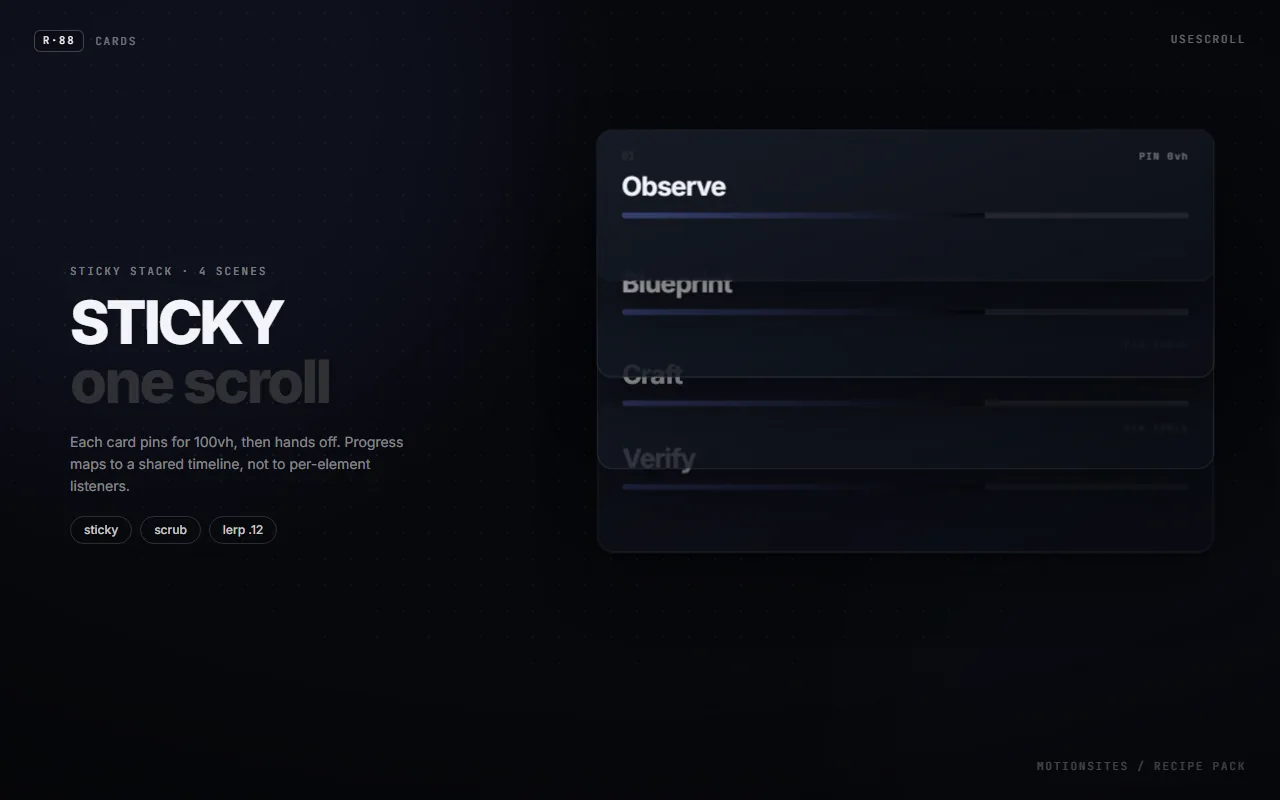 R·88 CARDS
USESCROLL
STICKY STACK · 4 SCENES
STICKY
one scroll
Each card pins for 100vh, then hands off. Progress
maps to a shared timeline, not to per-element
listeners.
sticky scrub lerp .12
PIN 0vh
Observe
Blueprint
Craft
Verify
MOTIONSITES / RECIPE PACK